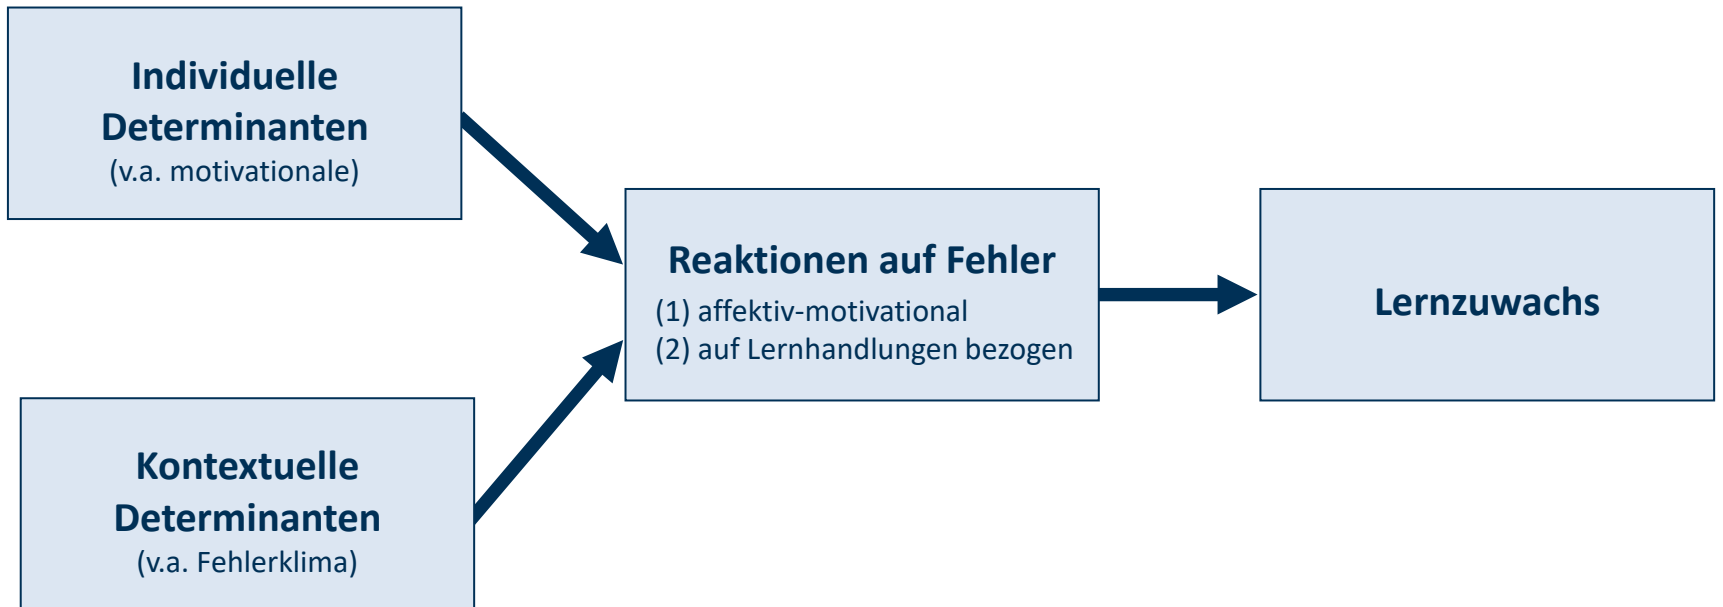 Individuelle
Determinanten
(v.a. motivationale)
Kontextuelle
Determinanten
(v.a. Fehlerklima)
Reaktionen auf Fehler
(1) affektiv-motivational
(2) auf Lernhandlungen bezogen
Lernzuwachs